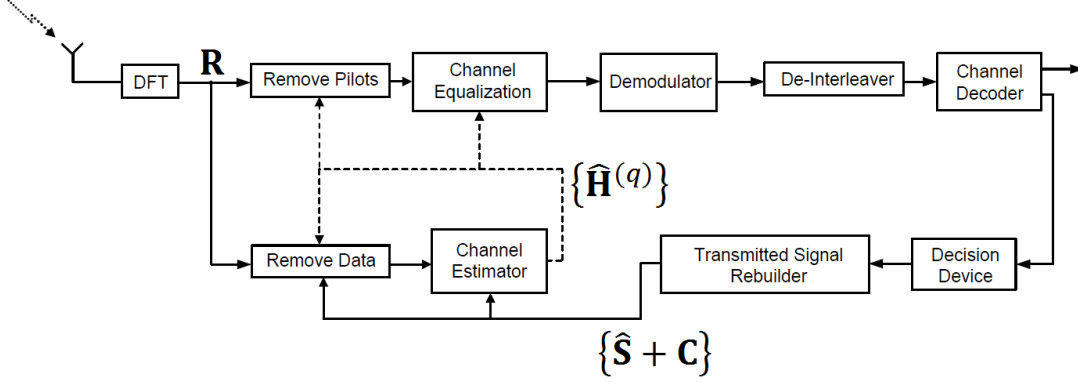 R
DFT
Remove Pilots
Channel
Equalization
Demodulator
De-Interleaver
Channel
Decoder
{Ĥ^(q)}
Remove Data
Channel
Estimator
Transmitted Signal
Rebuilder
Decision
Device
{Ŝ + C}